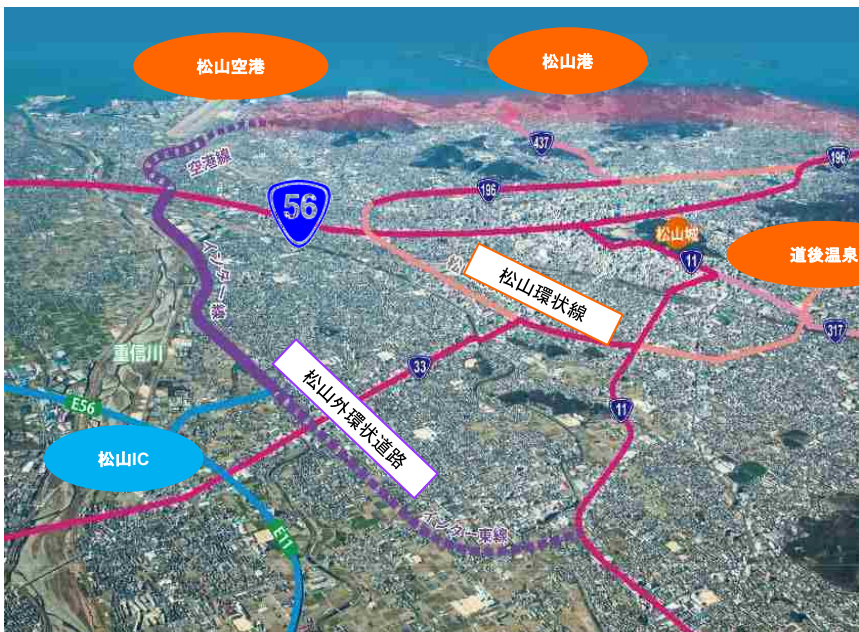 松山空港
松山港
437
空港線
196
196
56
松山城
道後温泉
11
インター線
松山環状線
317
重信川
33
松山外環状道路
E56
11
松山IC
インター東線
E11